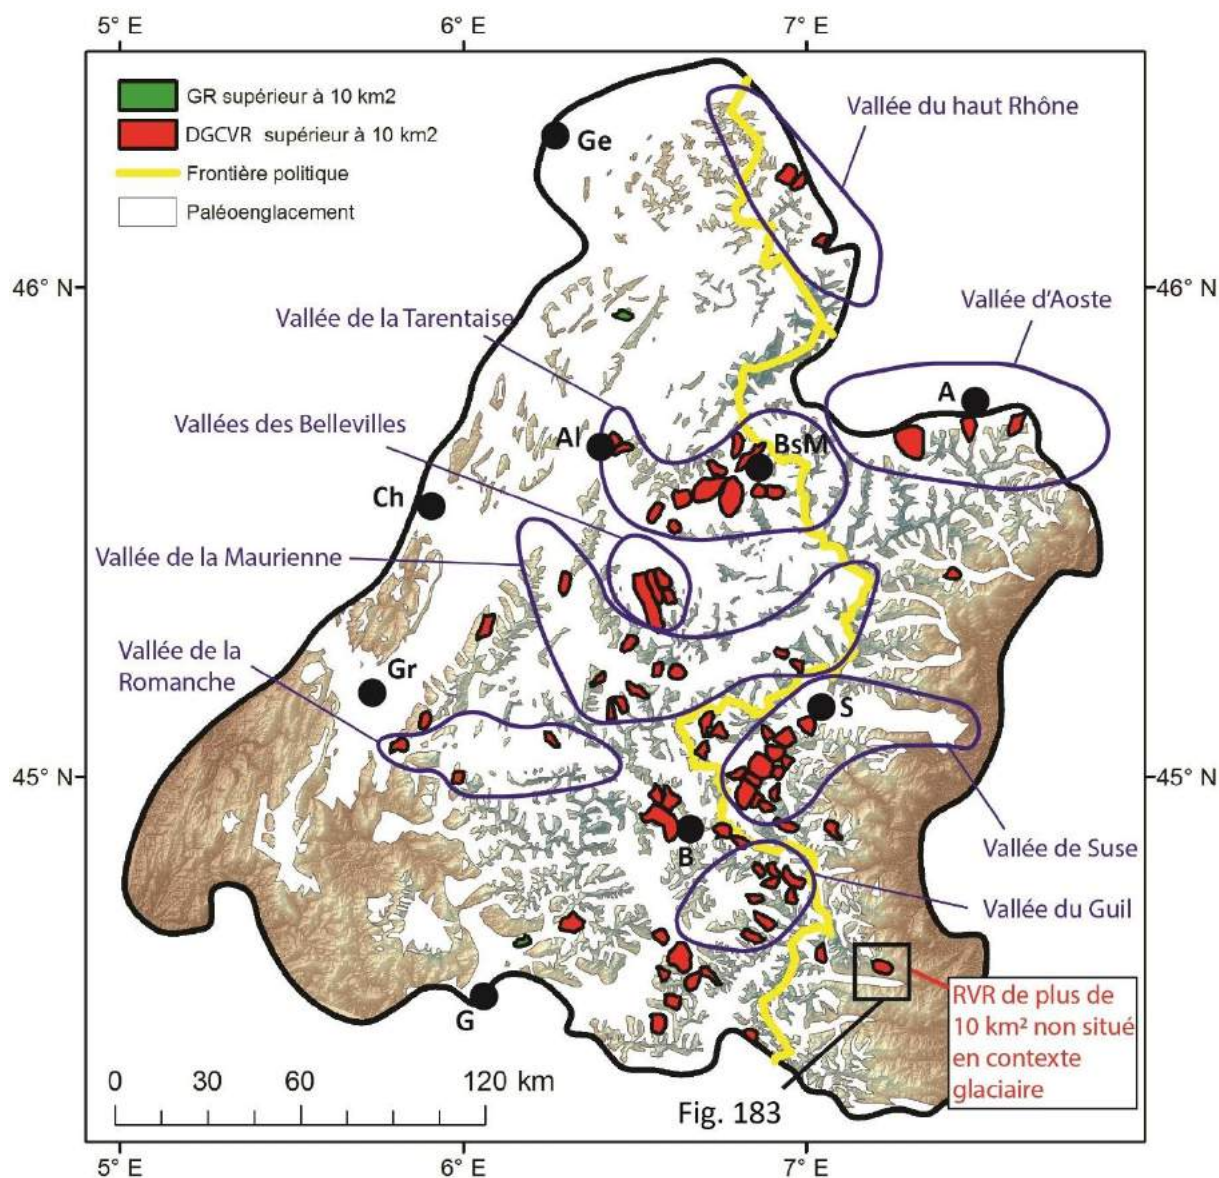 5° E
6° E
7° E
GR supérieur à 10 km2
DGCVR supérieur à 10 km2
Frontière politique
Paléoenglacement
Ge
Vallée du haut Rhône
46° N
46° N
Vallée d'Aoste
Vallée de la Tarentaise
A
Vallées des Bellevilles
Al
BsM
Ch
Vallée de la Maurienne
Vallée de la
Romanche
Gr
S
45° N
45° N
B
Vallée de Suse
Vallée du Guil
G
RVR de plus de
10 km² non situé
en contexte
glaciaire
0
30
60
120 km
Fig. 183
5° E
6° E
7° E